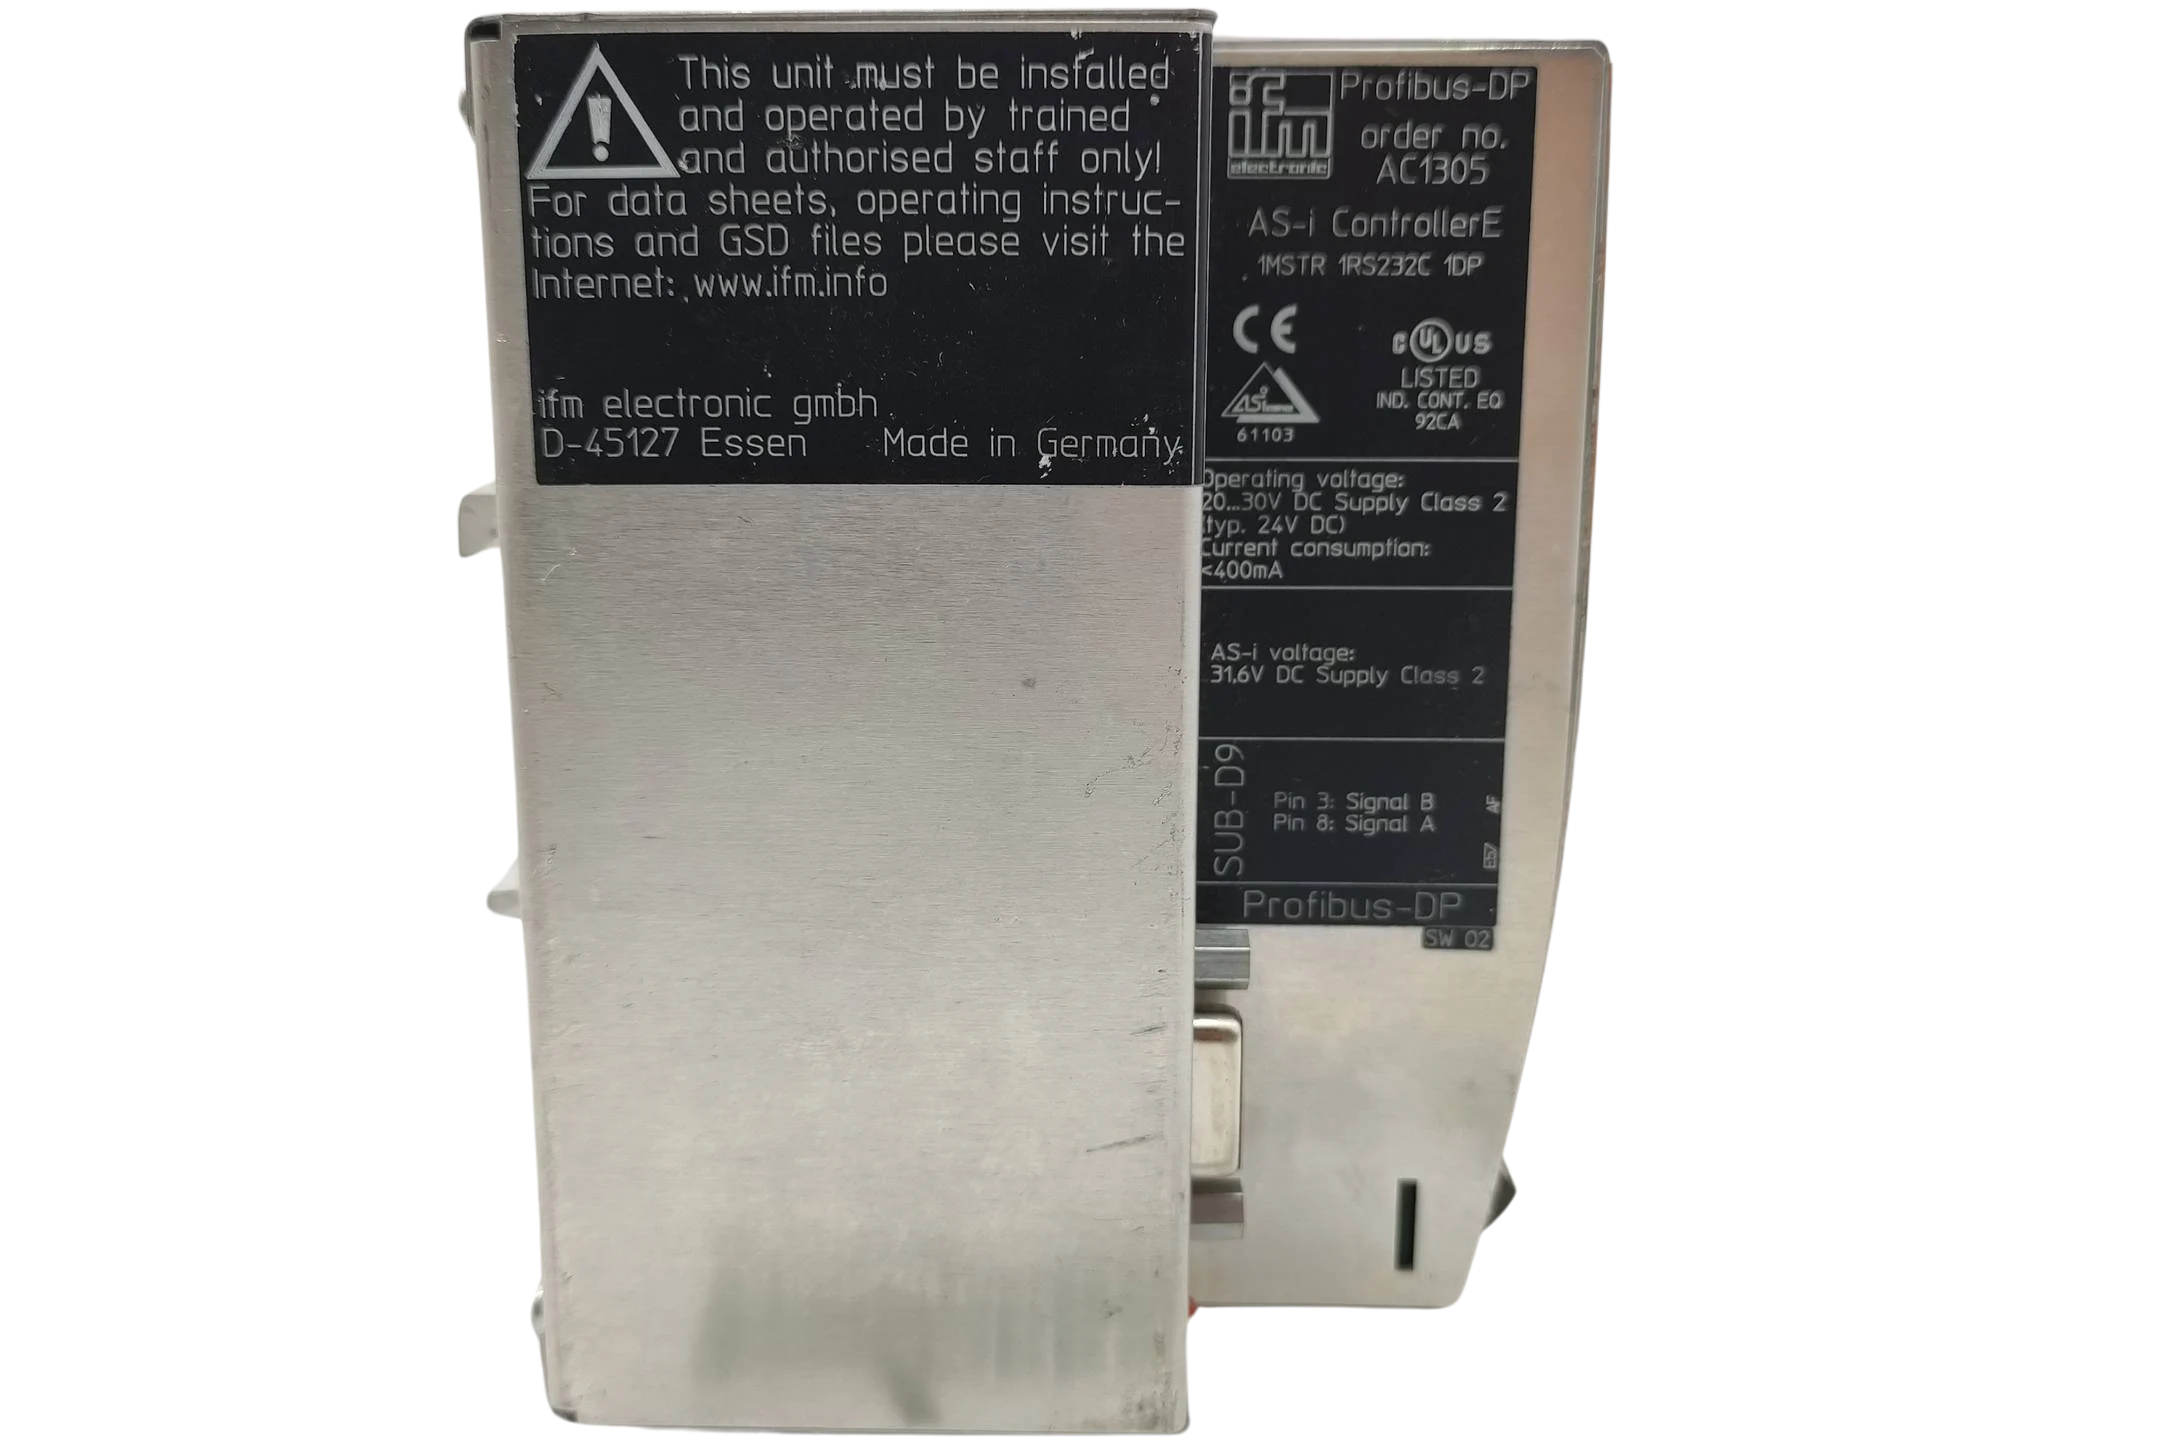 This unit must be installed
and operated by trained
and authorised staff only!
For data sheets, operating instruc-
tions and GSD files please visit the
Internet: www.ifm.info
ifm electronic gmbh
D-45127 Essen Made in Germany
ifm
electronic
Profibus-DP
order no.
AC1305
AS-i ControllerE
1MSTR 1RS232C 1DP
CE
C UL US
LISTED
IND. CONT. EQ
92CA
ASi
61103
Operating voltage:
20...30V DC Supply Class 2
(typ. 24V DC)
Current consumption:
<400mA
AS-i voltage:
31,6V DC Supply Class 2
SUB-D9
Pin 3: Signal B
Pin 8: Signal A
AF
Profibus-DP
SW 02